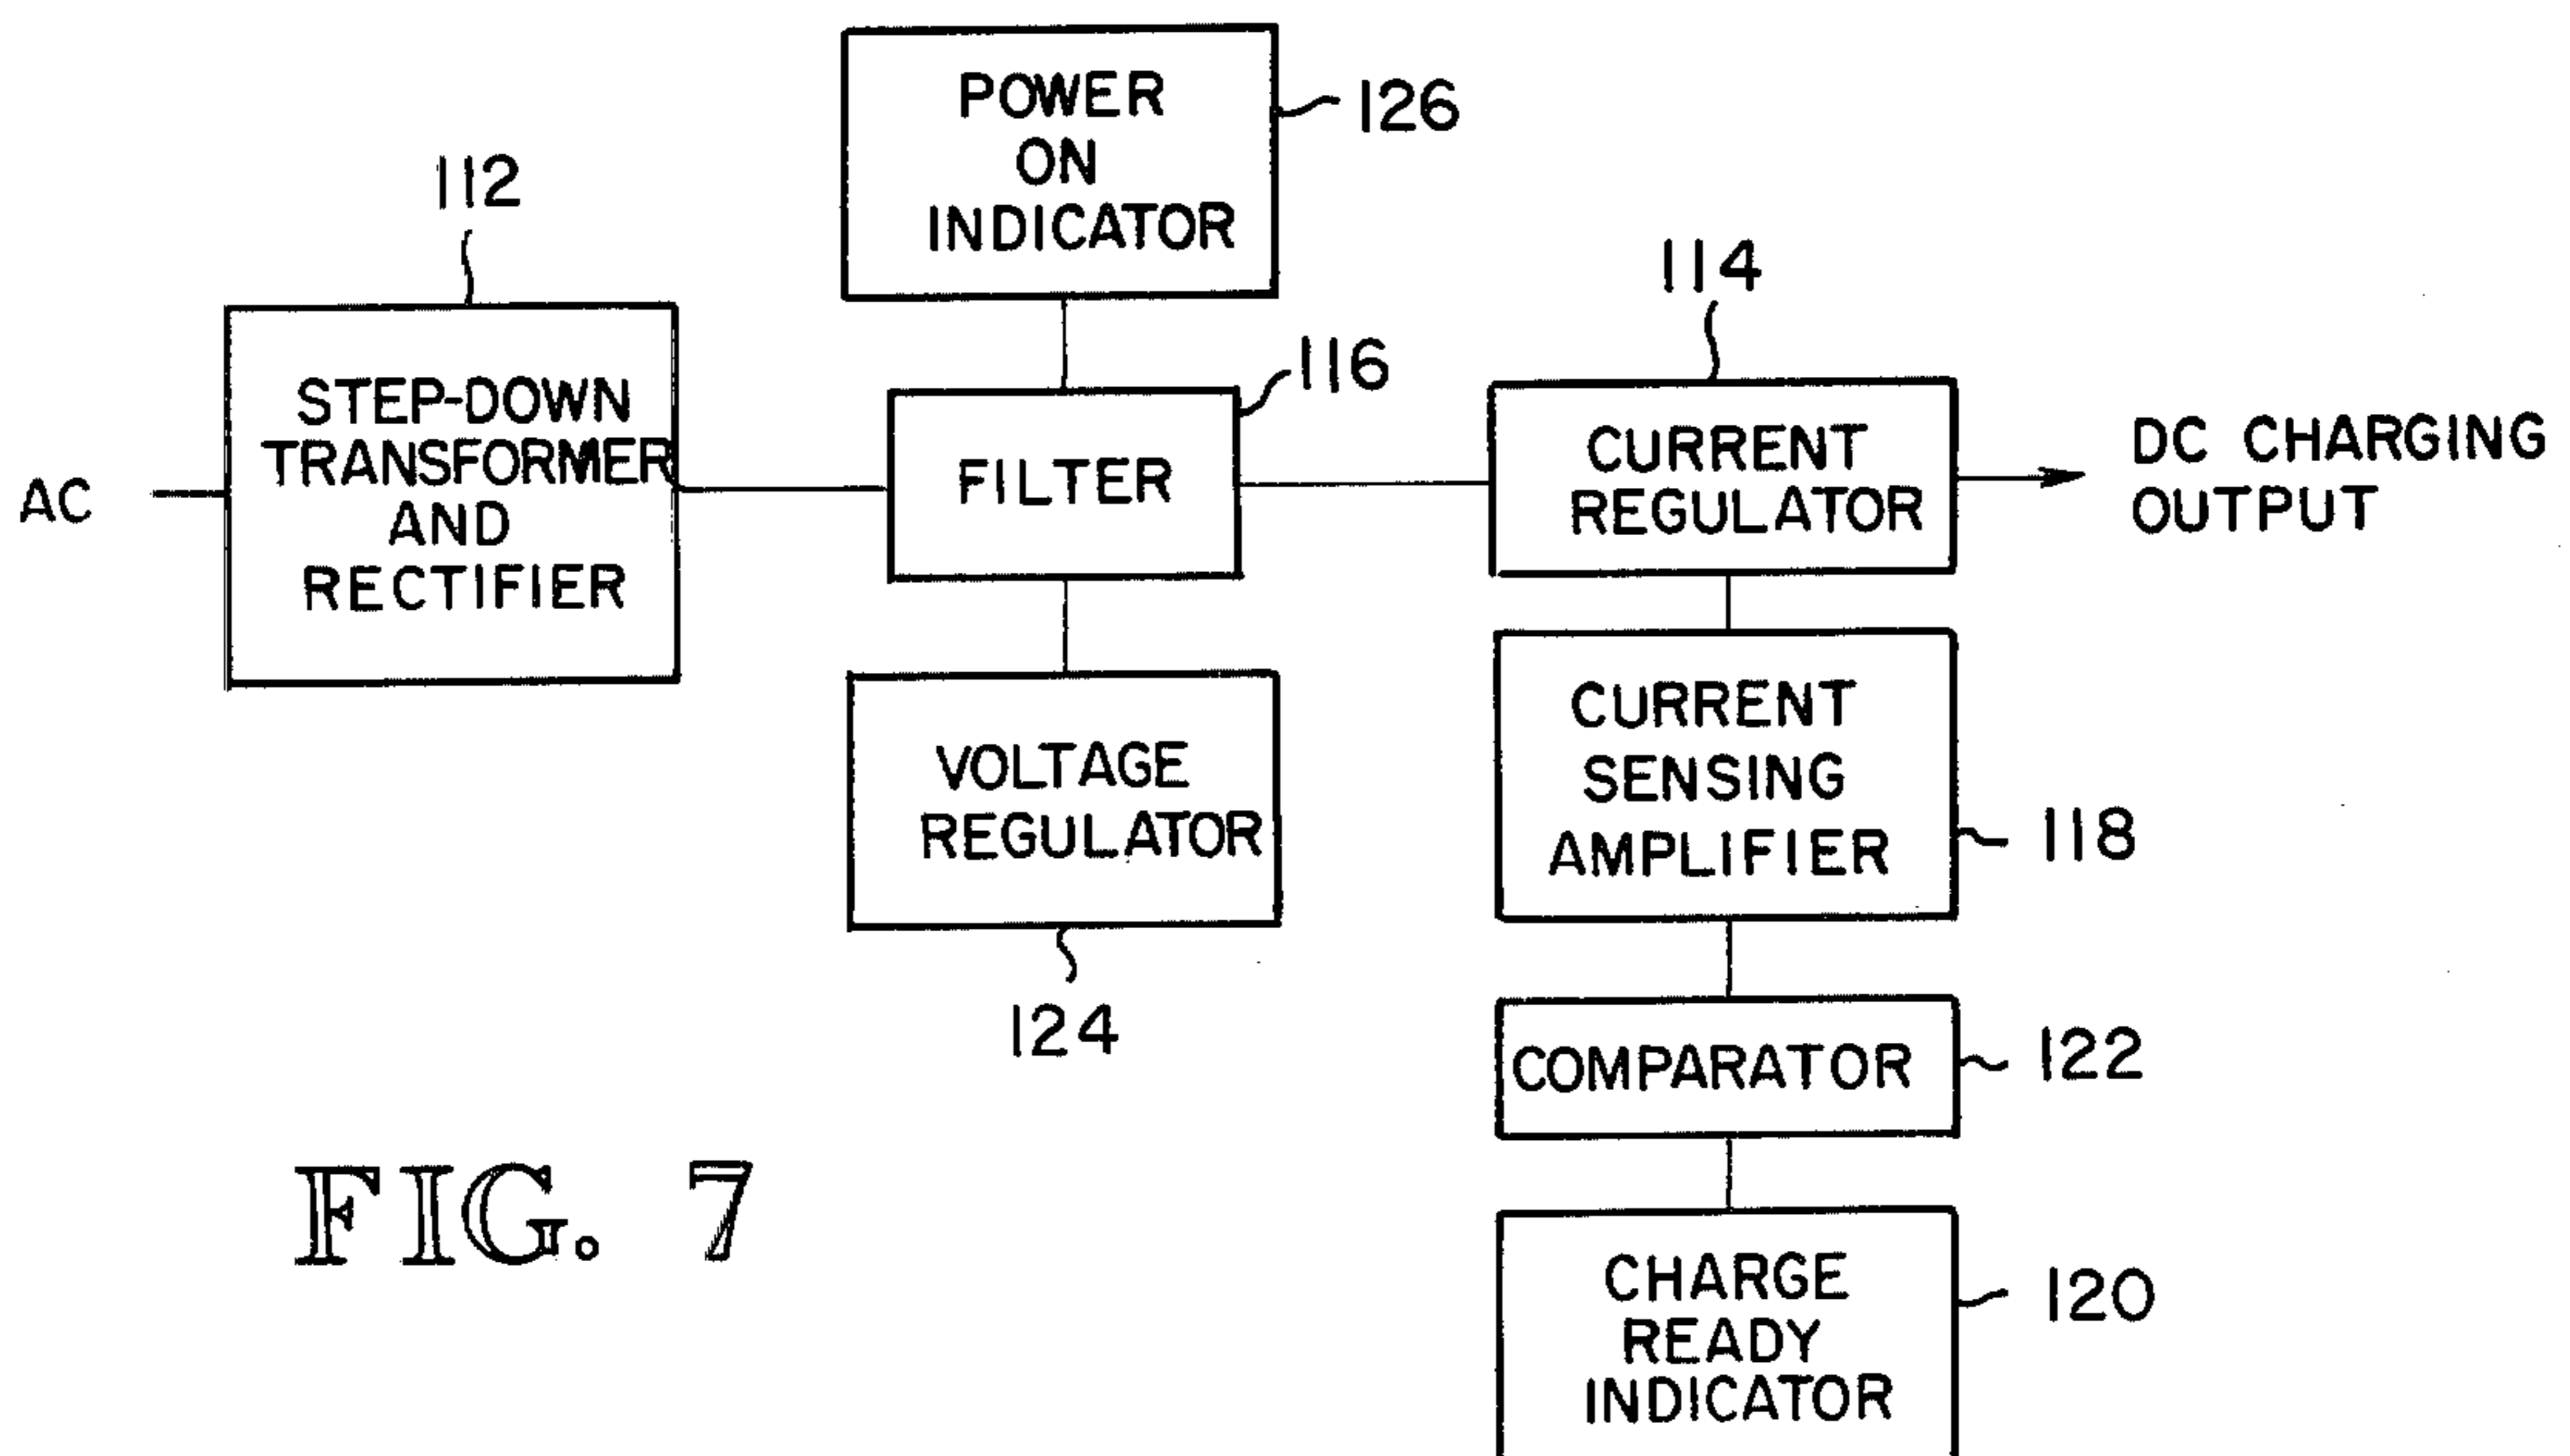 POWER
ON
INDICATOR
126
112
STEP-DOWN
TRANSFORMER
AND
RECTIFIER
AC
116
FILTER
114
CURRENT
REGULATOR
DC CHARGING
OUTPUT
VOLTAGE
REGULATOR
124
CURRENT
SENSING
AMPLIFIER
118
COMPARATOR
122
CHARGE
READY
INDICATOR
120
FIG. 7